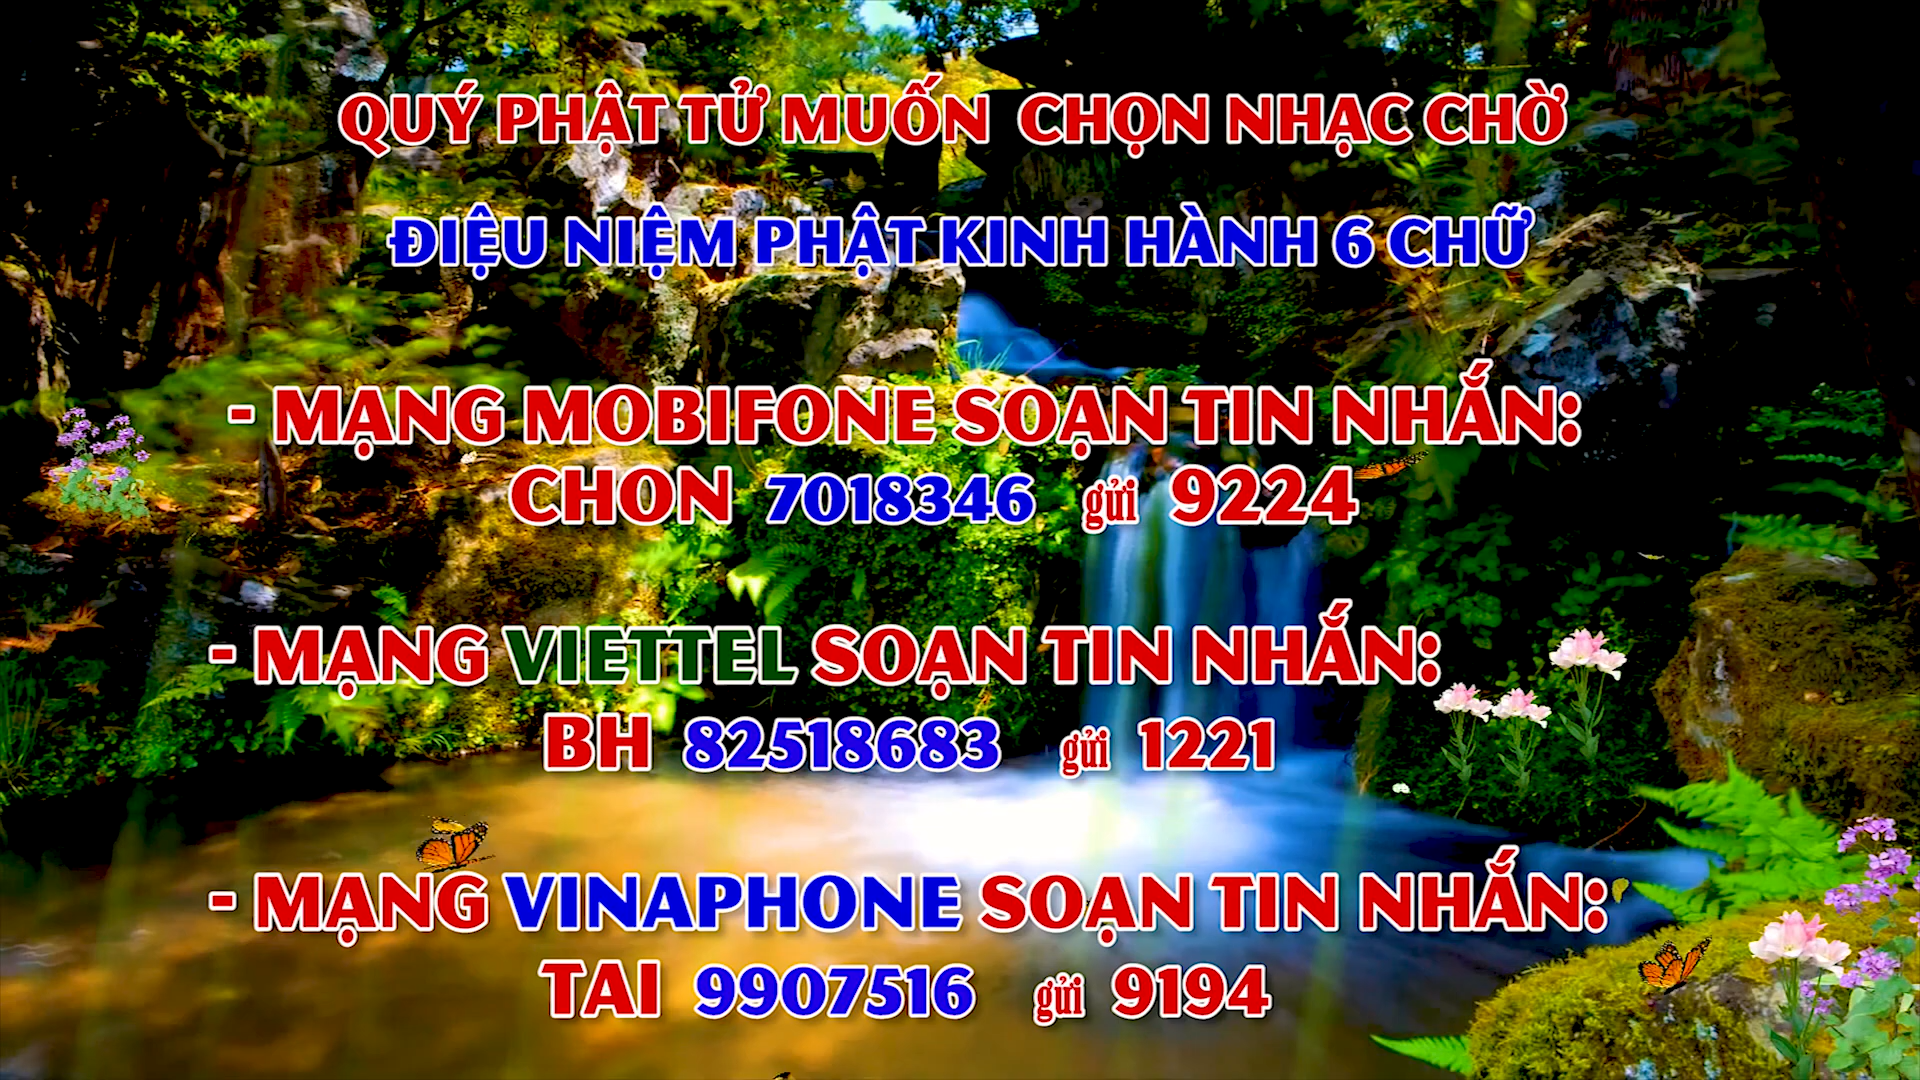 QUÝ PHẬT TỬ MUỐN CHỌN NHẠC CHỜ
ĐIỆU NIỆM PHẬT KINH HÀNH 6 CHỮ
- MẠNG MOBIFONE SOẠN TIN NHẮN:
CHON 7018346 gửi 9224
- MẠNG VIETTEL SOẠN TIN NHẮN:
BH 82518683 gửi 1221
- MẠNG VINAPHONE SOẠN TIN NHẮN:
TAI 9907516 gửi 9194